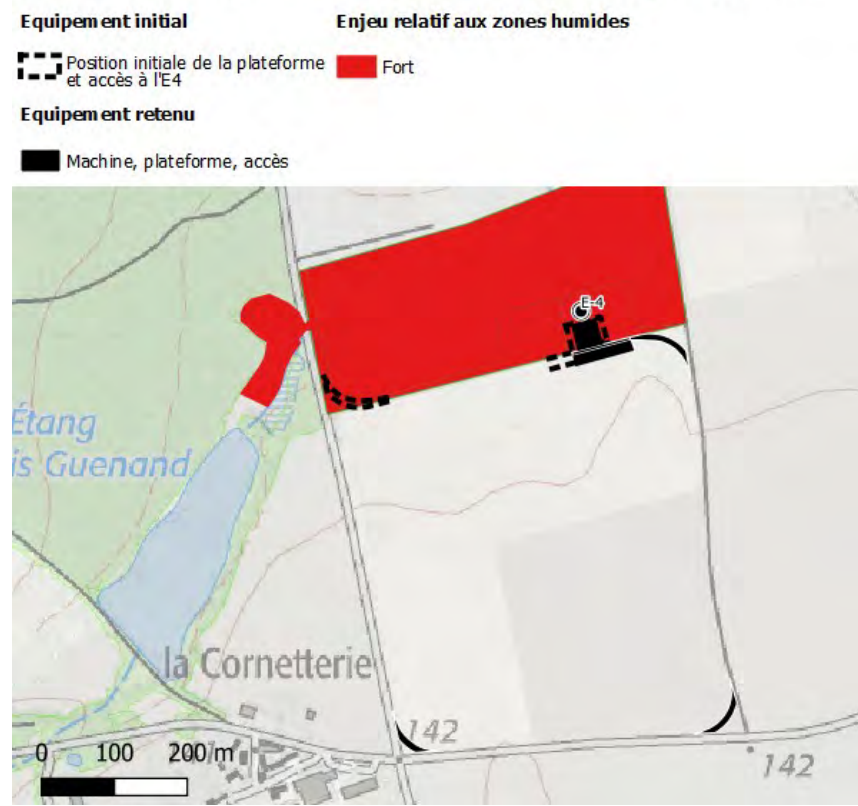 Equipement initial
Enjeu relatif aux zones humides
Position initiale de la plateforme
et accès à l'E4
Fort
Equipement retenu
Machine, plateforme, accès
E-4
Étang
is Guenand
la Cornetterie
142
142
0 100 200 m